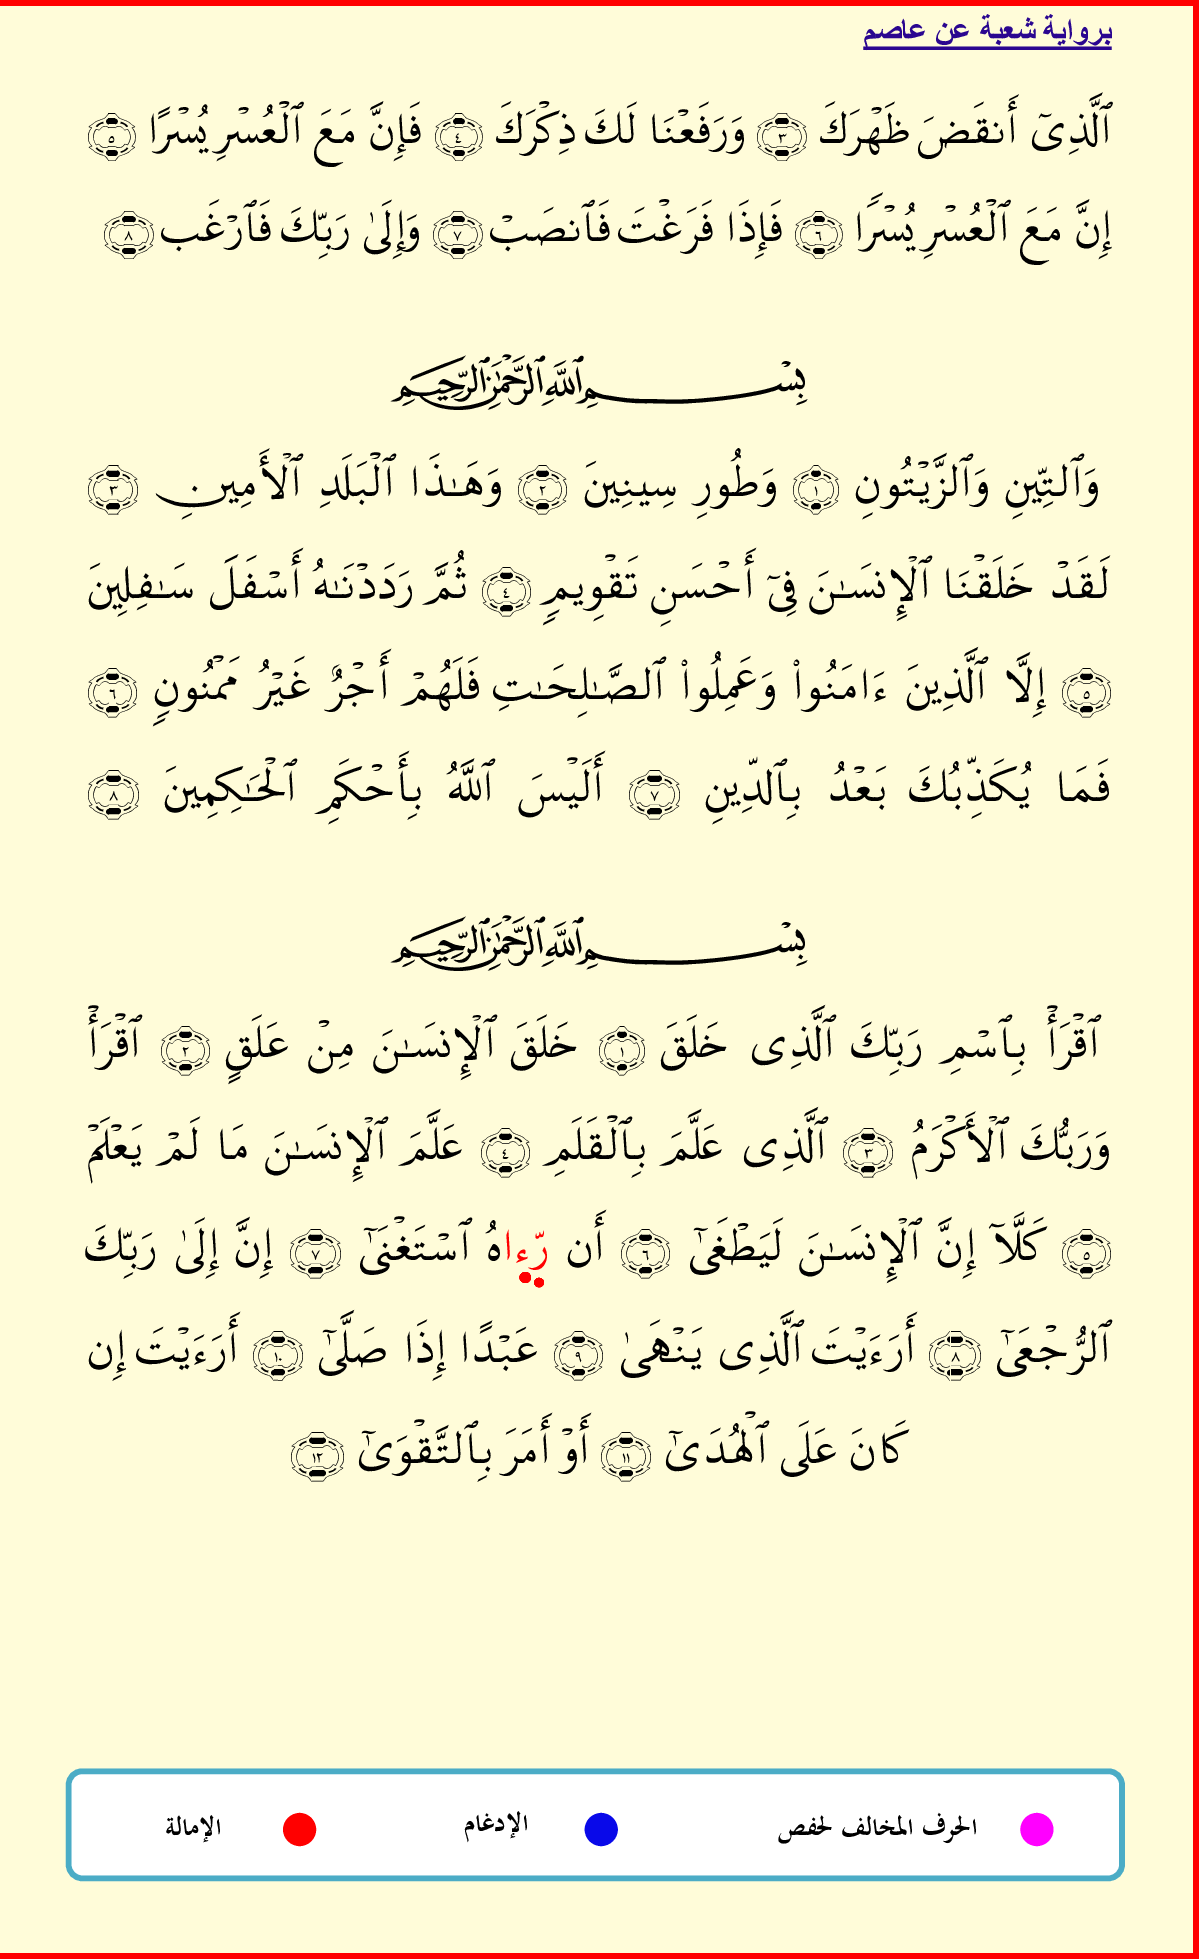 برواية شعبة عن عاصم
ٱلَّذِىٓ أَنقَضَ ظَهْرَكَ ٣ وَرَفَعْنَا لَكَ ذِكْرَكَ ٤ فَإِنَّ مَعَ ٱلْعُسْرِ يُسْرًا ٥
إِنَّ مَعَ ٱلْعُسْرِ يُسْرًا ٦ فَإِذَا فَرَغْتَ فَٱنصَبْ ٧ وَإِلَىٰ رَبِّكَ فَٱرْغَب ٨
بِسْمِ ٱللَّهِ ٱلرَّحْمَٰنِ ٱلرَّحِيمِ
وَٱلتِّينِ وَٱلزَّيْتُونِ ١ وَطُورِ سِينِينَ ٢ وَهَـٰذَا ٱلْبَلَدِ ٱلْأَمِينِ ٣
لَقَدْ خَلَقْنَا ٱلْإِنسَـٰنَ فِىٓ أَحْسَنِ تَقْوِيمٍ ٤ ثُمَّ رَدَدْنَـٰهُ أَسْفَلَ سَـٰفِلِينَ
٥ إِلَّا ٱلَّذِينَ ءَامَنُوا۟ وَعَمِلُوا۟ ٱلصَّـٰلِحَـٰتِ فَلَهُمْ أَجْرٌ غَيْرُ مَمْنُونٍ ٦
فَمَا يُكَذِّبُكَ بَعْدُ بِٱلدِّينِ ٧ أَلَيْسَ ٱللَّهُ بِأَحْكَمِ ٱلْحَـٰكِمِينَ ٨
بِسْمِ ٱللَّهِ ٱلرَّحْمَٰنِ ٱلرَّحِيمِ
ٱقْرَأْ بِٱسْمِ رَبِّكَ ٱلَّذِى خَلَقَ ١ خَلَقَ ٱلْإِنسَـٰنَ مِنْ عَلَقٍ ٢ ٱقْرَأْ
وَرَبُّكَ ٱلْأَكْرَمُ ٣ ٱلَّذِى عَلَّمَ بِٱلْقَلَمِ ٤ عَلَّمَ ٱلْإِنسَـٰنَ مَا لَمْ يَعْلَمْ
٥ كَلَّآ إِنَّ ٱلْإِنسَـٰنَ لَيَطْغَىٰٓ ٦ أَن رّءاهُ ٱسْتَغْنَىٰٓ ٧ إِنَّ إِلَىٰ رَبِّكَ
ٱلرُّجْعَىٰٓ ٨ أَرَءَيْتَ ٱلَّذِى يَنْهَىٰ ٩ عَبْدًا إِذَا صَلَّىٰٓ ١٠ أَرَءَيْتَ إِن
كَانَ عَلَى ٱلْهُدَىٰٓ ١١ أَوْ أَمَرَ بِٱلتَّقْوَىٰٓ ١٢
الحرف المخالف لحفص الإدغام الإمالة